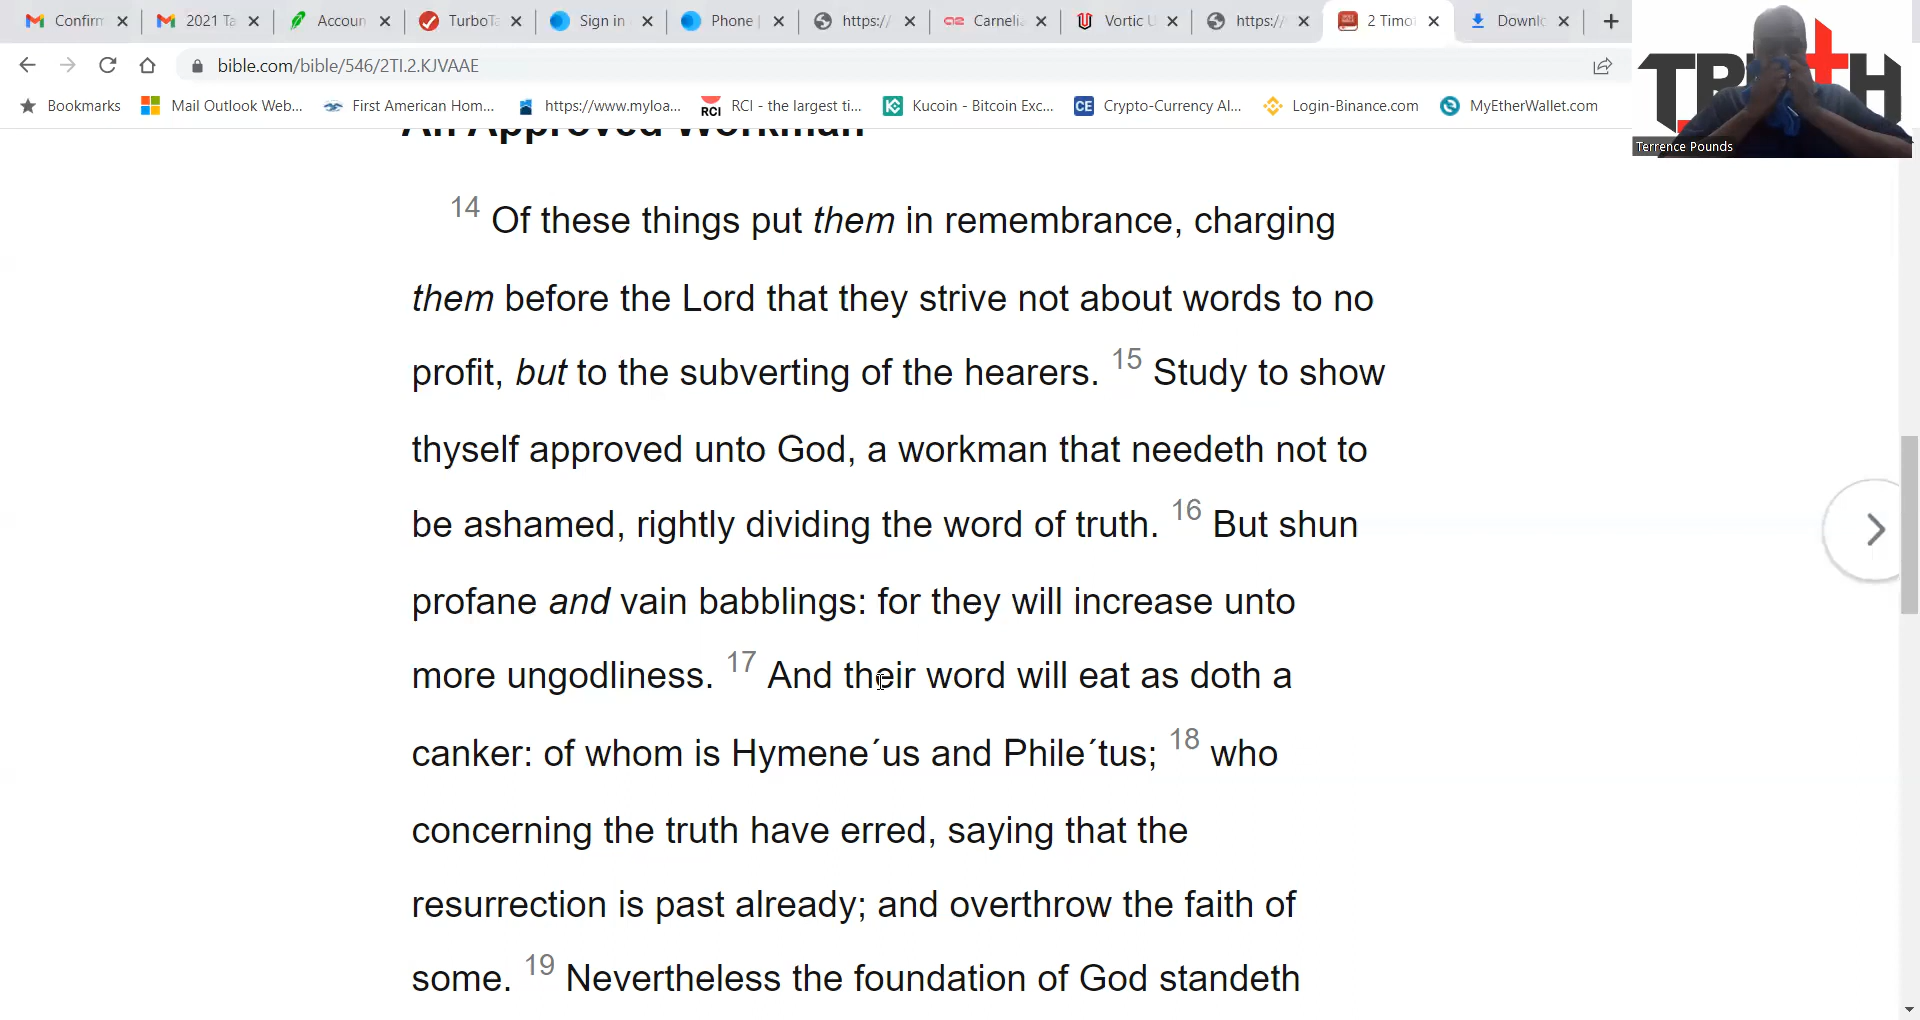 Confirm
2021 Ta
Accoun
TurboTa
Sign in
Phone
https://
Carneli
Vortic U
https://
2 Timo
Downlo
bible.com/bible/546/2TI.2.KJVAAE
Bookmarks
Mail Outlook Web...
First American Hom...
https://www.myloa...
RCI
RCI - the largest ti...
Kucoin - Bitcoin Exc...
CE
Crypto-Currency Al...
Login-Binance.com
MyEtherWallet.com
Terrence Pounds
An Approved Workman
14 Of these things put them in remembrance, charging
them before the Lord that they strive not about words to no
profit, but to the subverting of the hearers. 15 Study to show
thyself approved unto God, a workman that needeth not to
be ashamed, rightly dividing the word of truth. 16 But shun
profane and vain babblings: for they will increase unto
more ungodliness. 17 And their word will eat as doth a
canker: of whom is Hymene´us and Phile´tus; 18 who
concerning the truth have erred, saying that the
resurrection is past already; and overthrow the faith of
some. 19 Nevertheless the foundation of God standeth